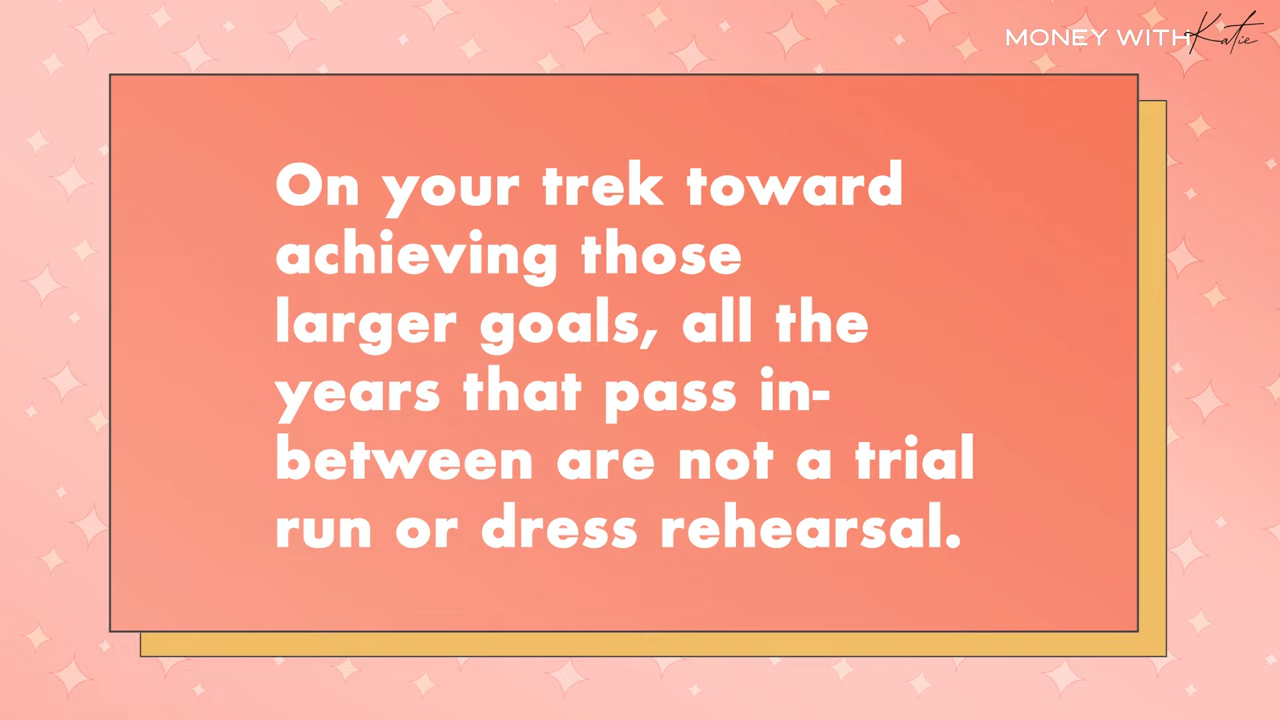 MONEY WITH Katie
On your trek toward
achieving those
larger goals, all the
years that pass in-
between are not a trial
run or dress rehearsal.